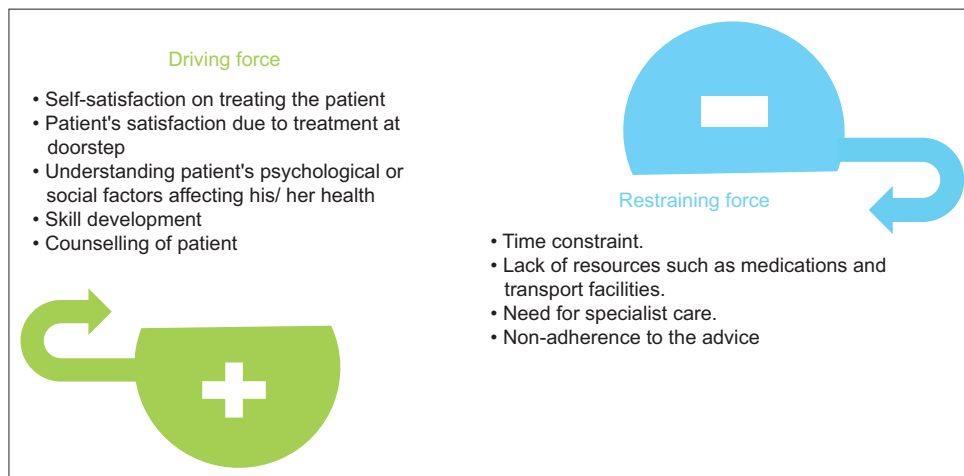 Driving force
• Self-satisfaction on treating the patient
• Patient's satisfaction due to treatment at
doorstep
• Understanding patient's psychological or
social factors affecting his/ her health
• Skill development
• Counselling of patient
Restraining force
• Time constraint.
• Lack of resources such as medications and
transport facilities.
• Need for specialist care.
• Non-adherence to the advice